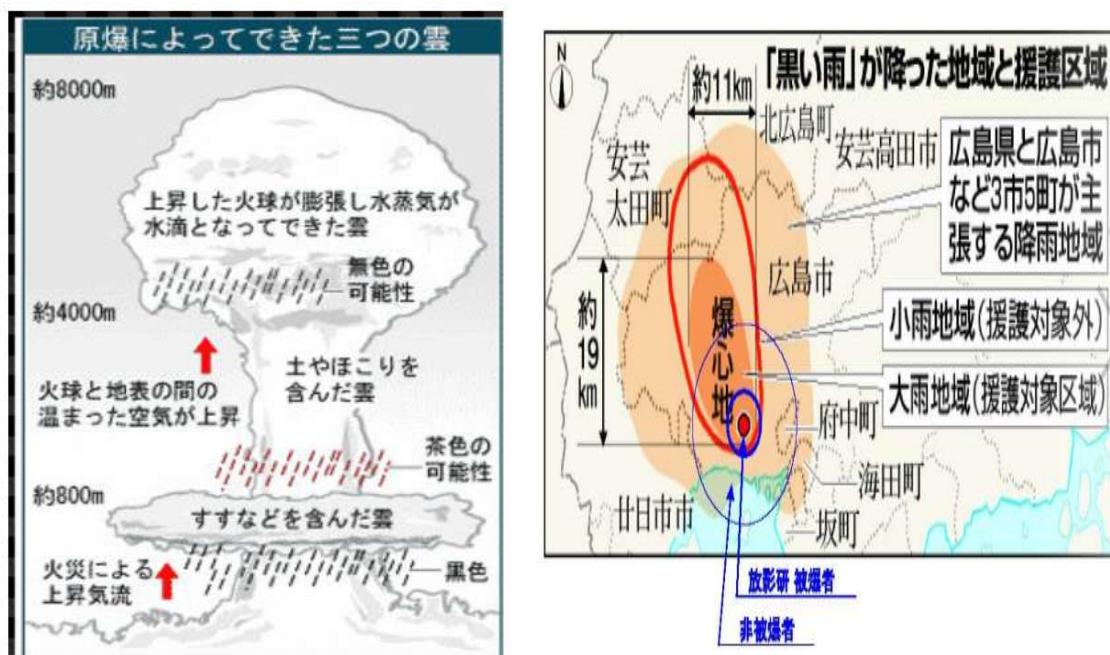 原爆によってできた三つの雲
約8000m
上昇した火球が膨張し水蒸気が
水滴となってできた雲
無色の
可能性
約4000m
火球と地表の間の
温まった空気が上昇
土やほこりを
含んだ雲
茶色の
可能性
約800m
すすなどを含んだ雲
火災による
上昇気流
黒色
N
「黒い雨」が降った地域と援護区域
約11km
北広島町
安芸
太田町
安芸高田市
広島県と広島市
など3市5町が主
張する降雨地域
広島市
小雨地域(援護対象外)
約
19
km
爆心地
大雨地域(援護対象区域)
府中町
海田町
廿日市市
坂町
放影研 被爆者
非被爆者